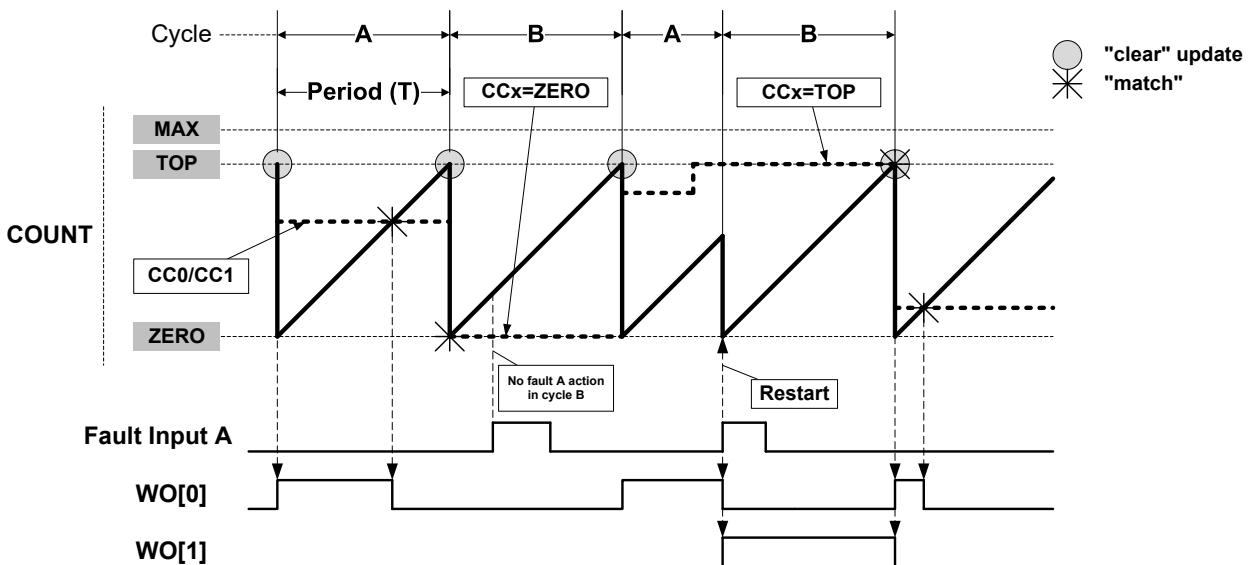 Cycle
A
B
A
B
"clear" update
"match"
Period (T)
CCx=ZERO
CCx=TOP
MAX
TOP
COUNT
CC0/CC1
ZERO
No fault A action
in cycle B
Restart
Fault Input A
WO[0]
WO[1]